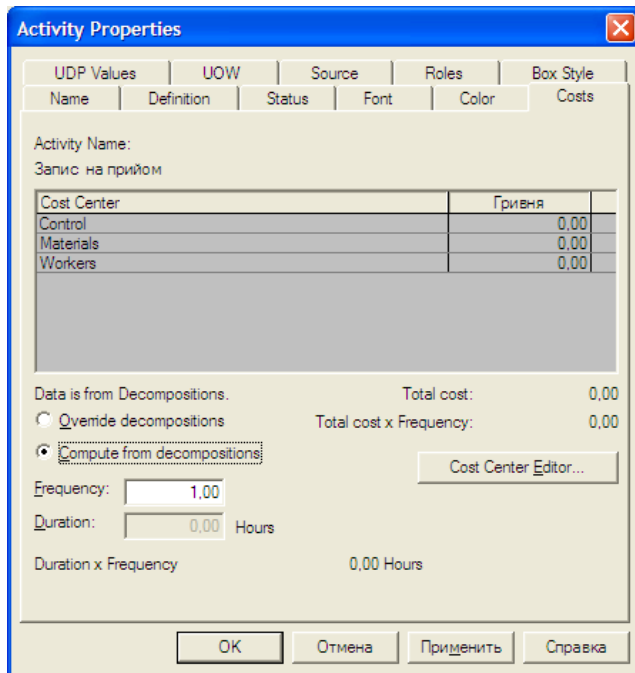 Activity Properties
UDP Values UOW Source Roles Box Style
Name Definition Status Font Color Costs
Activity Name:
Запис на прийом
Cost Center Гривня
Control 0,00
Materials 0,00
Workers 0,00
Data is from Decompositions. Total cost: 0,00
Override decompositions Total cost x Frequency: 0,00
Compute from decompositions
Cost Center Editor...
Frequency: 1,00
Duration: 0,00 Hours
Duration x Frequency 0,00 Hours
OK Отмена Применить Справка